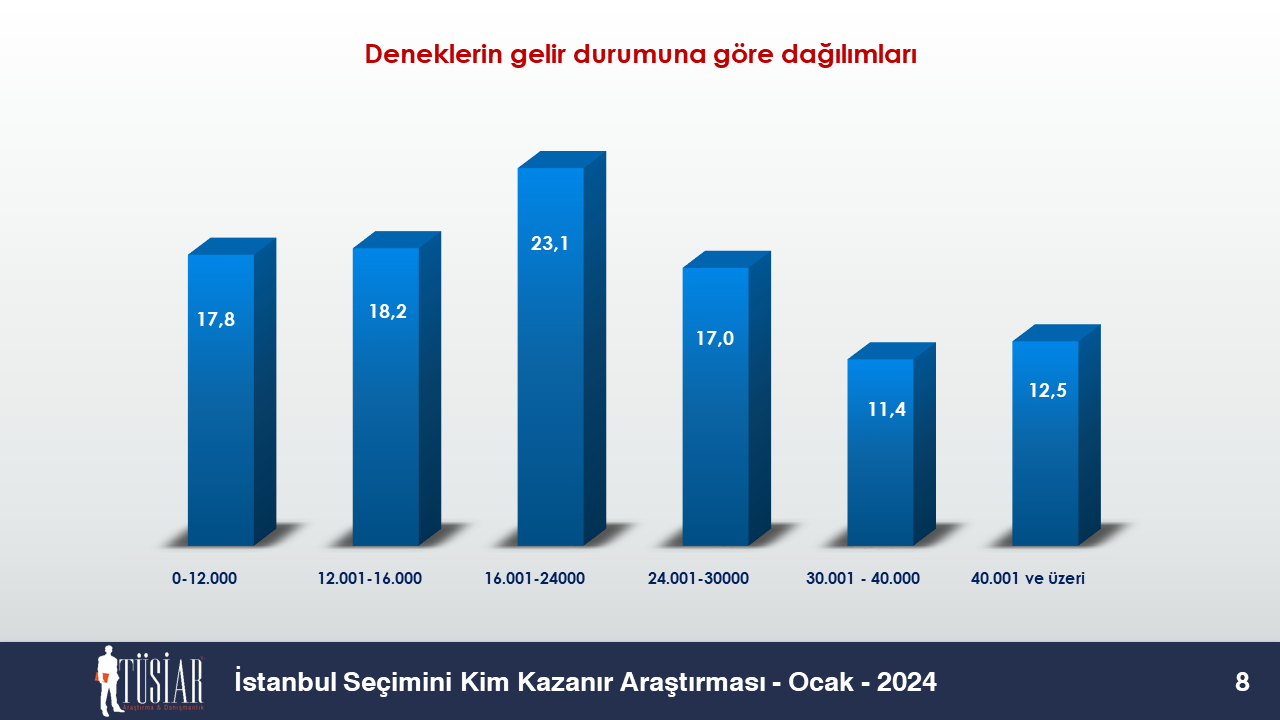 Deneklerin gelir durumuna göre dağılımları
23,1
17,8
18,2
17,0
11,4
12,5
0-12.000
12.001-16.000
16.001-24000
24.001-30000
30.001 - 40.000
40.001 ve üzeri
TÜSİAR
Araştırma & Danışmanlık
İstanbul Seçimini Kim Kazanır Araştırması - Ocak - 2024
8